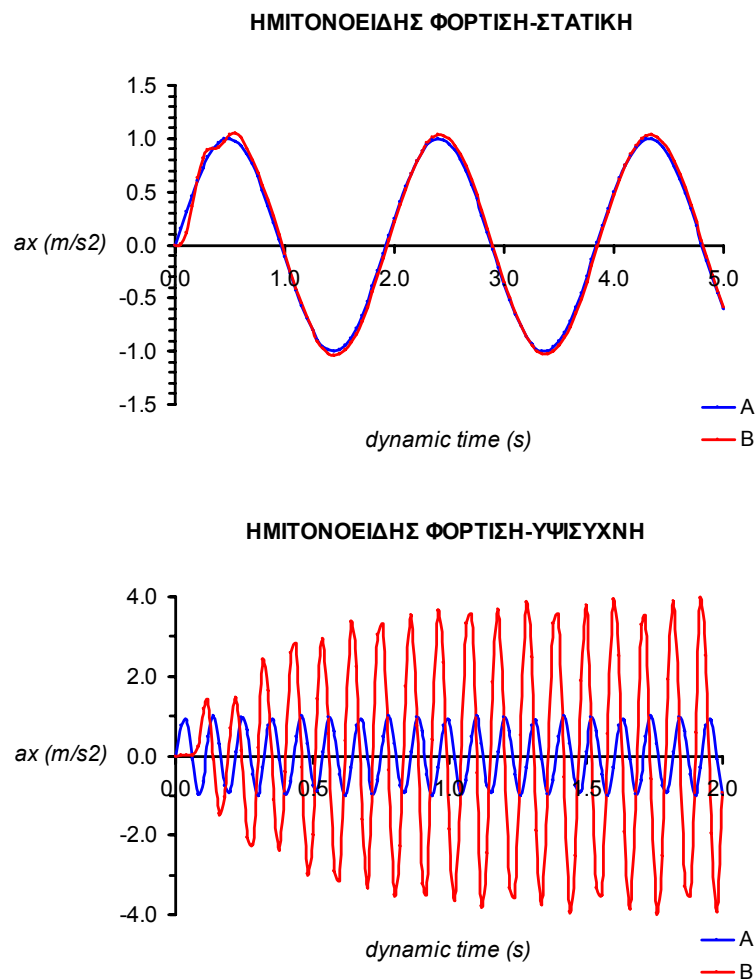 ΗΜΙΤΟΝΟΕΙΔΗΣ ΦΟΡΤΙΣΗ-ΣΤΑΤΙΚΗ
1.5
1.0
0.5
ax (m/s2)
0.0
0.0 1.0 2.0 3.0 4.0 5.0
-0.5
-1.0
-1.5
A
dynamic time (s)
B
ΗΜΙΤΟΝΟΕΙΔΗΣ ΦΟΡΤΙΣΗ-ΥΨΙΣΥΧΝΗ
4.0
2.0
ax (m/s2)
0.0
0.0 0.5 1.0 1.5 2.0
-2.0
-4.0
A
dynamic time (s)
B